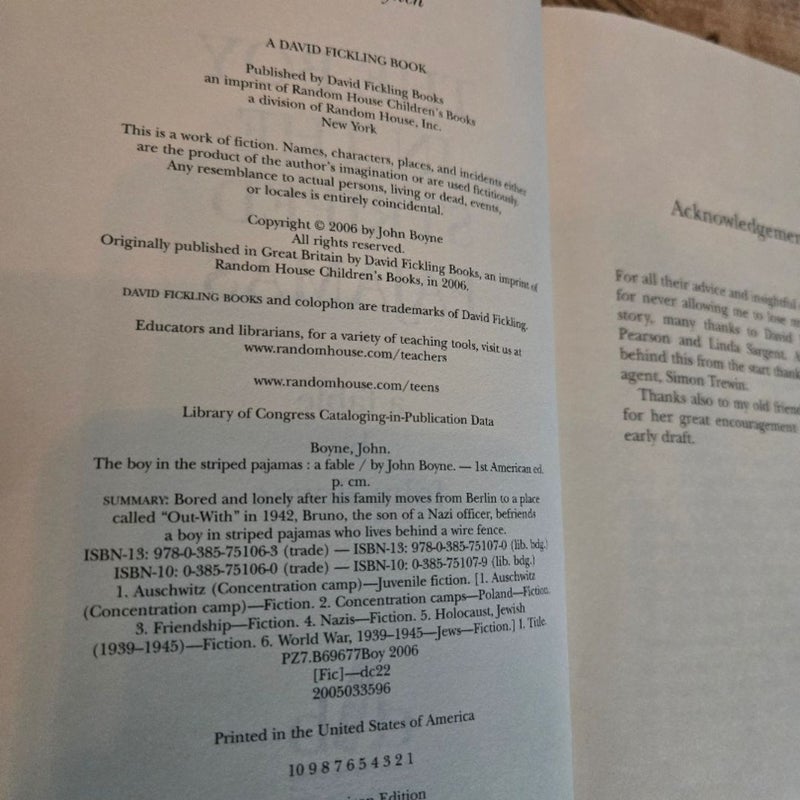 A DAVID FICKLING BOOK
Published by David Fickling Books
an imprint of Random House Children's Books
a division of Random House, Inc.
New York
This is a work of fiction. Names, characters, places, and incidents either
are the product of the author's imagination or are used fictitiously.
Any resemblance to actual persons, living or dead, events,
or locales is entirely coincidental.
Copyright © 2006 by John Boyne
All rights reserved.
Originally published in Great Britain by David Fickling Books, an imprint of
Random House Children's Books, in 2006.
DAVID FICKLING BOOKS and colophon are trademarks of David Fickling.
Educators and librarians, for a variety of teaching tools, visit us at
www.randomhouse.com/teachers
www.randomhouse.com/teens
Library of Congress Cataloging-in-Publication Data
Boyne, John.
The boy in the striped pajamas : a fable / by John Boyne. — 1st American ed.
p. cm.
SUMMARY: Bored and lonely after his family moves from Berlin to a place
called "Out-With" in 1942, Bruno, the son of a Nazi officer, befriends
a boy in striped pajamas who lives behind a wire fence.
ISBN-13: 978-0-385-75106-3 (trade) — ISBN-13: 978-0-385-75107-0 (lib. bdg.)
ISBN-10: 0-385-75106-0 (trade) — ISBN-10: 0-385-75107-9 (lib. bdg.)
1. Auschwitz (Concentration camp)—Juvenile fiction. [1. Auschwitz
(Concentration camp)—Fiction. 2. Concentration camps—Poland—Fiction.
3. Friendship—Fiction. 4. Nazis—Fiction. 5. Holocaust, Jewish
(1939–1945)—Fiction. 6. World War, 1939–1945—Jews—Fiction.] I. Title.
PZ7.B69677Boy 2006
[Fic]—dc22
2005033596
Printed in the United States of America
10 9 8 7 6 5 4 3 2 1
Edition
Acknowledgemen
For all their advice and insightful
for never allowing me to lose
story, many thanks to David
Pearson and Linda Sargent.
behind this from the start thank
agent, Simon Trewin.
Thanks also to my old friend
for her great encouragement
early draft.